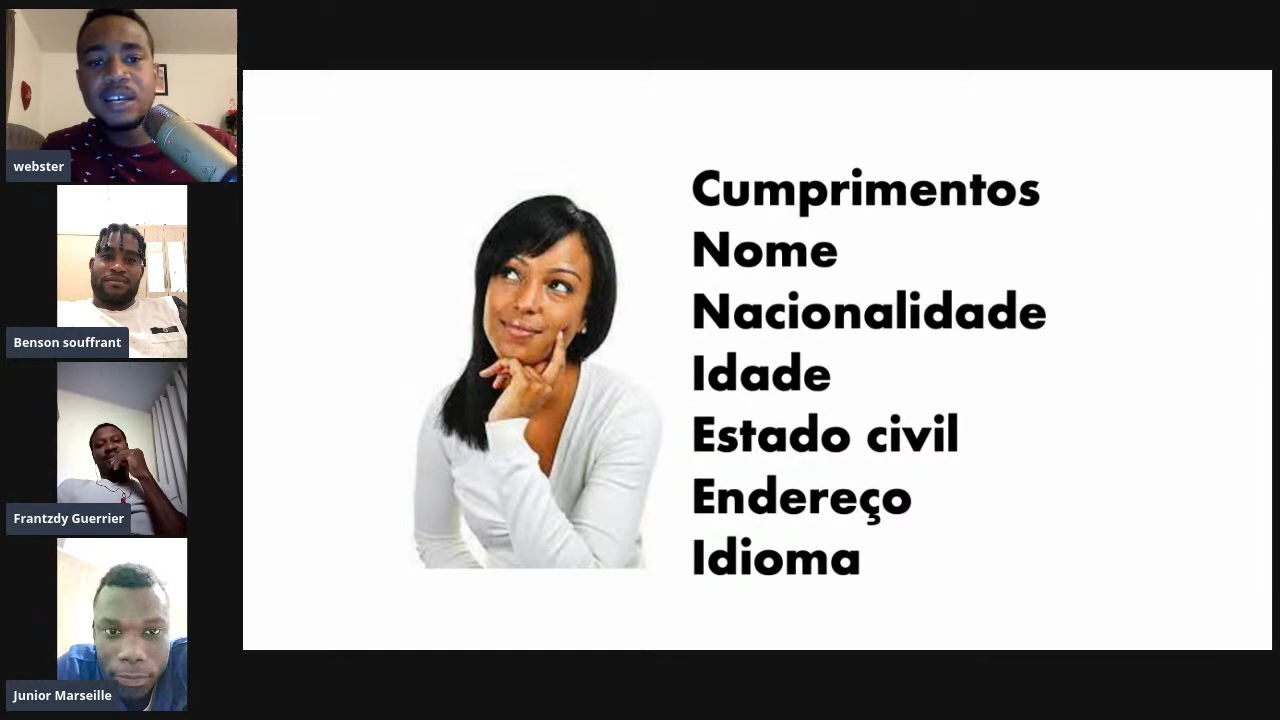 webster
Benson souffrant
Frantzdy Guerrier
Junior Marseille
Cumprimentos
Nome
Nacionalidade
Idade
Estado civil
Endereço
Idioma